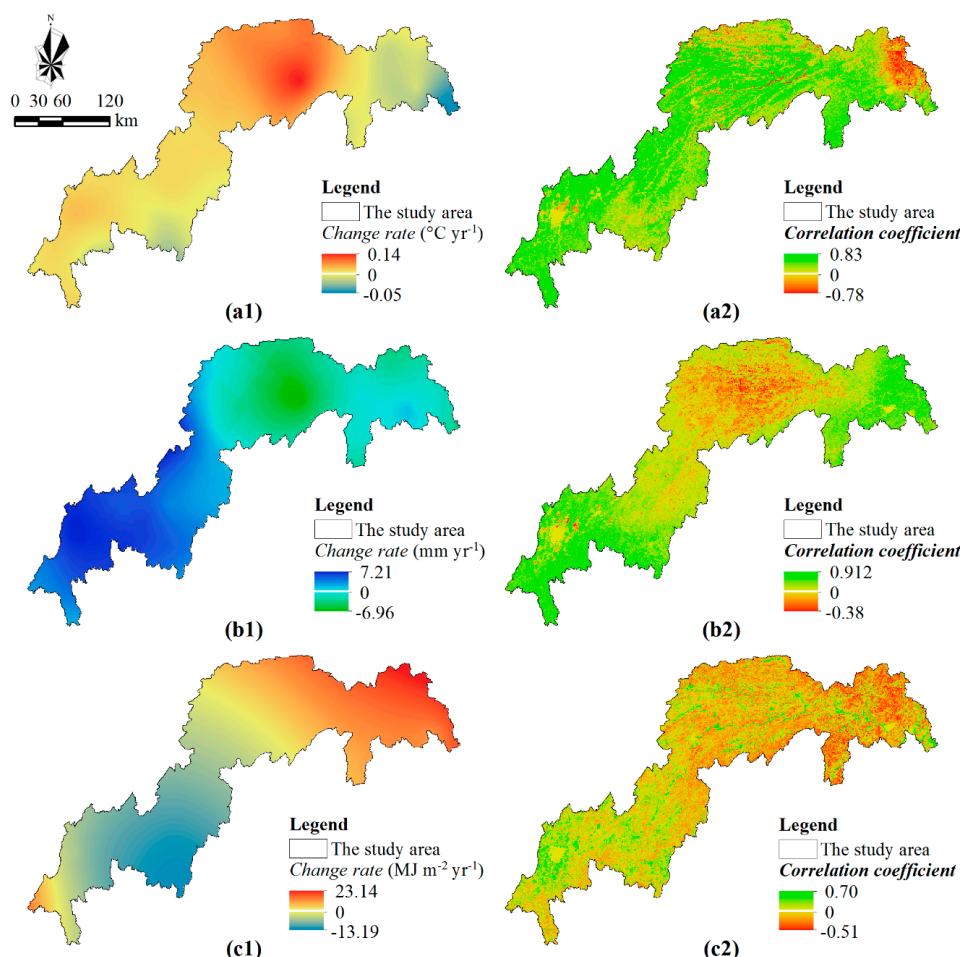 N
0 30 60 120
km
Legend
The study area
Change rate (°C yr⁻¹)
0.14
0
-0.05
(a1)
Legend
The study area
Correlation coefficient
0.83
0
-0.78
(a2)
Legend
The study area
Change rate (mm yr⁻¹)
7.21
0
-6.96
(b1)
Legend
The study area
Correlation coefficient
0.912
0
-0.38
(b2)
Legend
The study area
Change rate (MJ m⁻² yr⁻¹)
23.14
0
-13.19
(c1)
Legend
The study area
Correlation coefficient
0.70
0
-0.51
(c2)